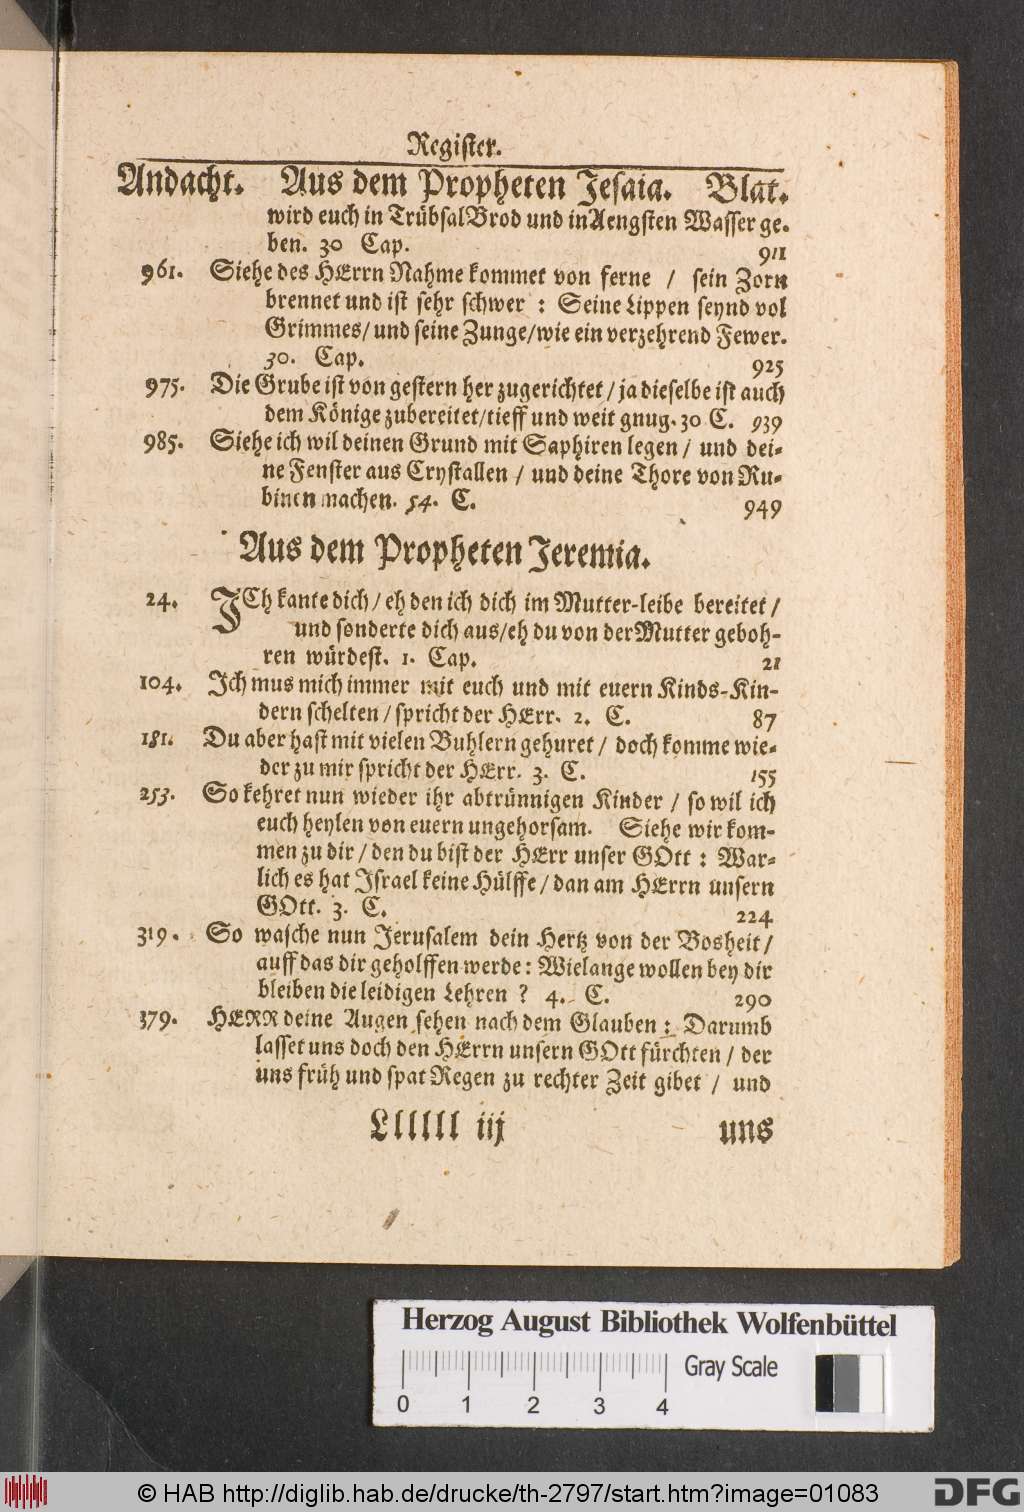 Register.
Andacht. Aus dem Propheten Jesaia. Blat.
wird euch in Trübsal Brod und in Aengsten Wasser ge-
ben. 30 Cap. 911
961. Siehe des HErrn Nahme kommet von ferne / sein Zorn
brennet und ist sehr schwer : Seine Lippen seynd vol
Grimmes / und seine Zunge / wie ein verzehrend Fewer.
30. Cap. 925
975. Die Grube ist von gestern her zugerichtet / ja dieselbe ist auch
dem Könige zubereitet / tieff und weit gnug. 30 C. 939
985. Siehe ich wil deinen Grund mit Saphiren legen / und dei-
ne Fenster aus Crystallen / und deine Thore von Ru-
binen machen. 54. C. 949
Aus dem Propheten Jeremia.
24. JCh kante dich / eh den ich dich im Mutter-leibe bereitet /
und sonderte dich aus / eh du von der Mutter geboh-
ren würdest. 1. Cap. 21
104. Jch mus mich immer mit euch und mit euern Kinds-Kin-
dern schelten / spricht der HErr. 2. C. 87
181. Du aber hast mit vielen Buhlern gehuret / doch komme wie-
der zu mir spricht der HErr. 3. C. 155
253. So kehret nun wieder ihr abtrünnigen Kinder / so wil ich
euch heylen von euern ungehorsam. Siehe wir kom-
men zu dir / den du bist der HErr unser GOtt : War-
lich es hat Jsrael keine Hülffe / dan am HErrn unsern
GOtt. 3. C. 224
319. So wasche nun Jerusalem dein Hertz von der Bosheit /
auff das dir geholffen werde : Wie lange wollen bey dir
bleiben die leidigen Lehren ? 4. C. 290
379. HERR deine Augen sehen nach dem Glauben : Darumb
lasset uns doch den HErrn unsern GOtt fürchten / der
uns früh und spat Regen zu rechter Zeit gibet / und
Llllll iij uns
Herzog August Bibliothek Wolfenbüttel
Gray Scale
0 1 2 3 4
© HAB http://diglib.hab.de/drucke/th-2797/start.htm?image=01083
DFG